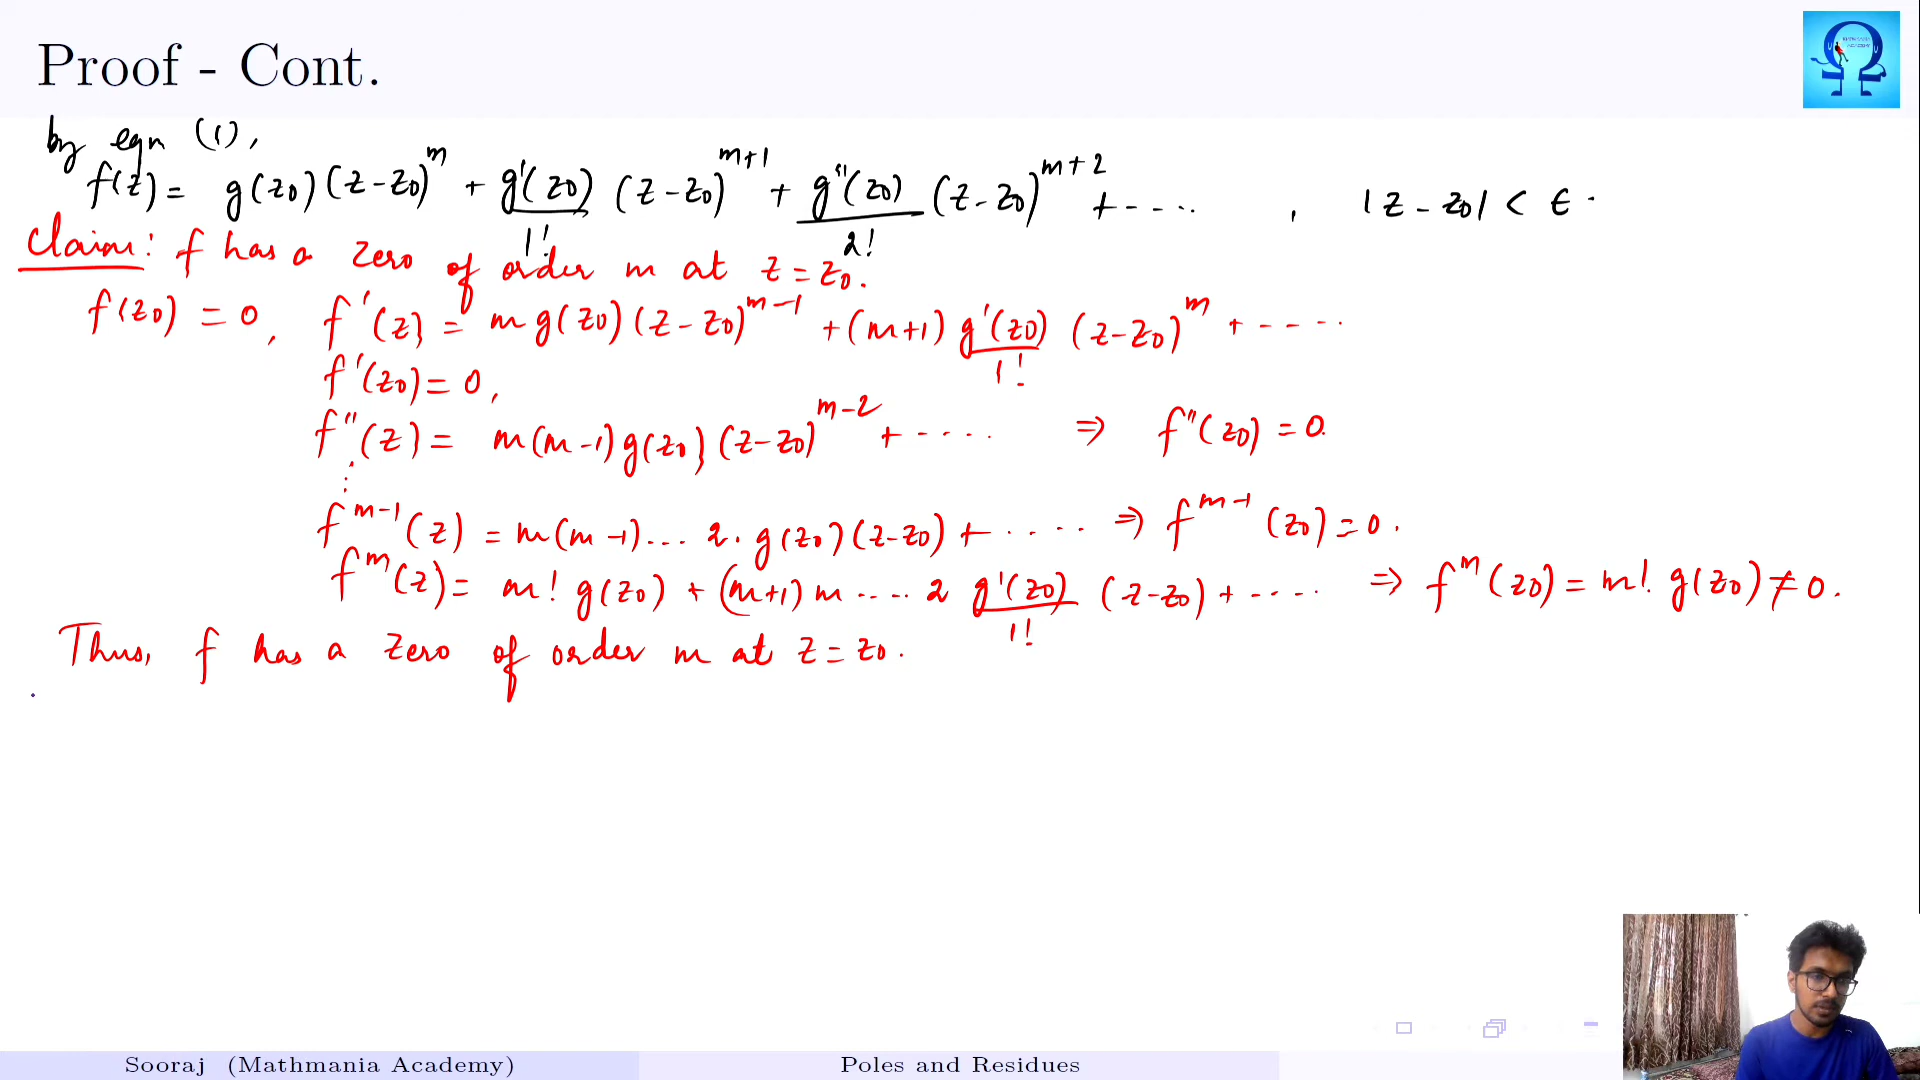 Proof - Cont.
by eqn (1),
f(z) = g(z0)(z-z0)^m + g'(z0)/1! (z-z0)^{m+1} + g''(z0)/2! (z-z0)^{m+2} + ---- , |z-z0| < ε.
Claim: f has a zero of order m at z = z0.
f(z0) = 0, f'(z) = m g(z0)(z-z0)^{m-1} + (m+1) g'(z0)/1! (z-z0)^m + ----
f'(z0) = 0,
f''(z) = m(m-1)g(z0)(z-z0)^{m-2} + ---- ⇒ f''(z0) = 0.
⋮
f^{m-1}(z) = m(m-1)... 2. g(z0)(z-z0) + ..... ⇒ f^{m-1}(z0) = 0.
f^m(z) = m! g(z0) + (m+1) m .... 2 g'(z0)/1! (z-z0) + ---- ⇒ f^m(z0) = m! g(z0) ≠ 0.
Thus, f has a zero of order m at z = z0.
Sooraj (Mathmania Academy)
Poles and Residues